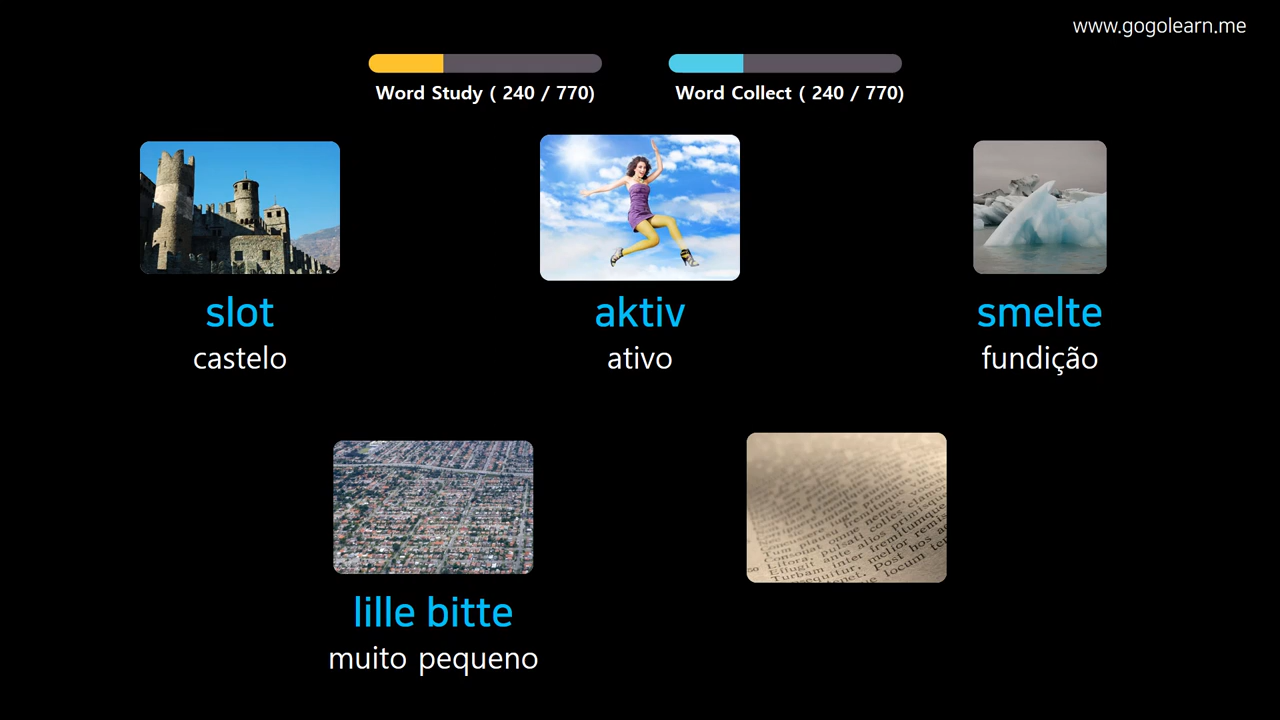 www.gogolearn.me
Word Study ( 240 / 770)
Word Collect ( 240 / 770)
slot
aktiv
smelte
castelo
ativo
fundição
lille bitte
muito pequeno